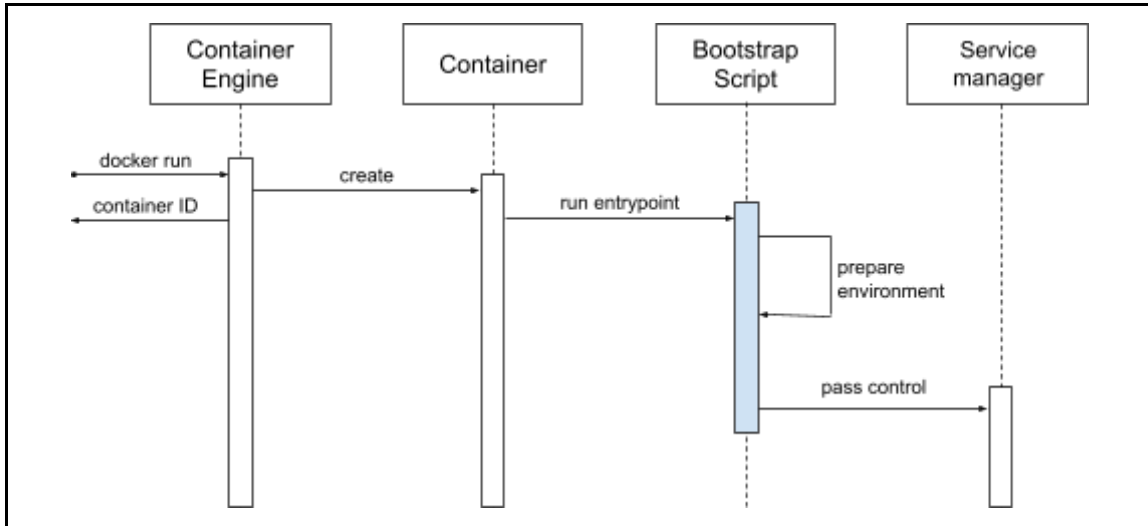 Container
Engine
Container
Bootstrap
Script
Service
manager
docker run
create
container ID
run entrypoint
prepare
environment
pass control